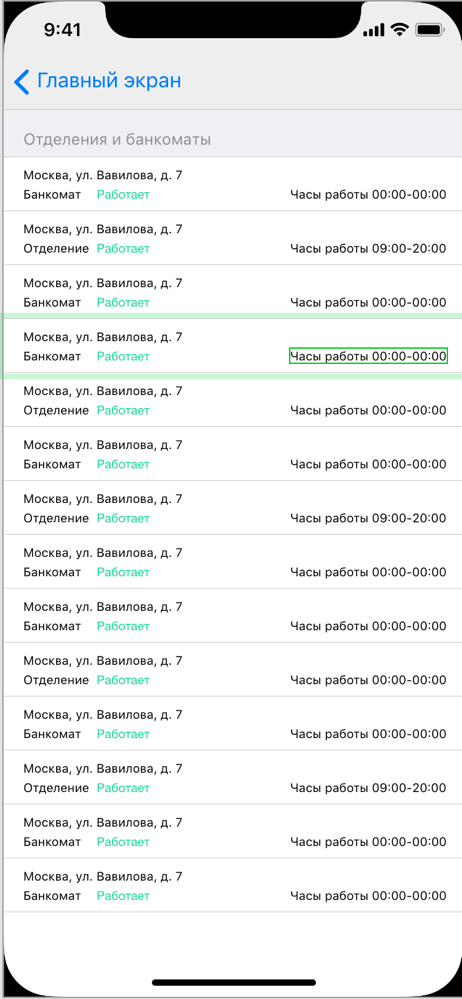 9:41
Главный экран
Отделения и банкоматы
Москва, ул. Вавилова, д. 7
Банкомат Работает Часы работы 00:00-00:00
Москва, ул. Вавилова, д. 7
Отделение Работает Часы работы 09:00-20:00
Москва, ул. Вавилова, д. 7
Банкомат Работает Часы работы 00:00-00:00
Москва, ул. Вавилова, д. 7
Банкомат Работает Часы работы 00:00-00:00
Москва, ул. Вавилова, д. 7
Отделение Работает Часы работы 00:00-00:00
Москва, ул. Вавилова, д. 7
Банкомат Работает Часы работы 00:00-00:00
Москва, ул. Вавилова, д. 7
Отделение Работает Часы работы 09:00-20:00
Москва, ул. Вавилова, д. 7
Банкомат Работает Часы работы 00:00-00:00
Москва, ул. Вавилова, д. 7
Банкомат Работает Часы работы 00:00-00:00
Москва, ул. Вавилова, д. 7
Отделение Работает Часы работы 00:00-00:00
Москва, ул. Вавилова, д. 7
Банкомат Работает Часы работы 00:00-00:00
Москва, ул. Вавилова, д. 7
Отделение Работает Часы работы 09:00-20:00
Москва, ул. Вавилова, д. 7
Банкомат Работает Часы работы 00:00-00:00
Москва, ул. Вавилова, д. 7
Банкомат Работает Часы работы 00:00-00:00